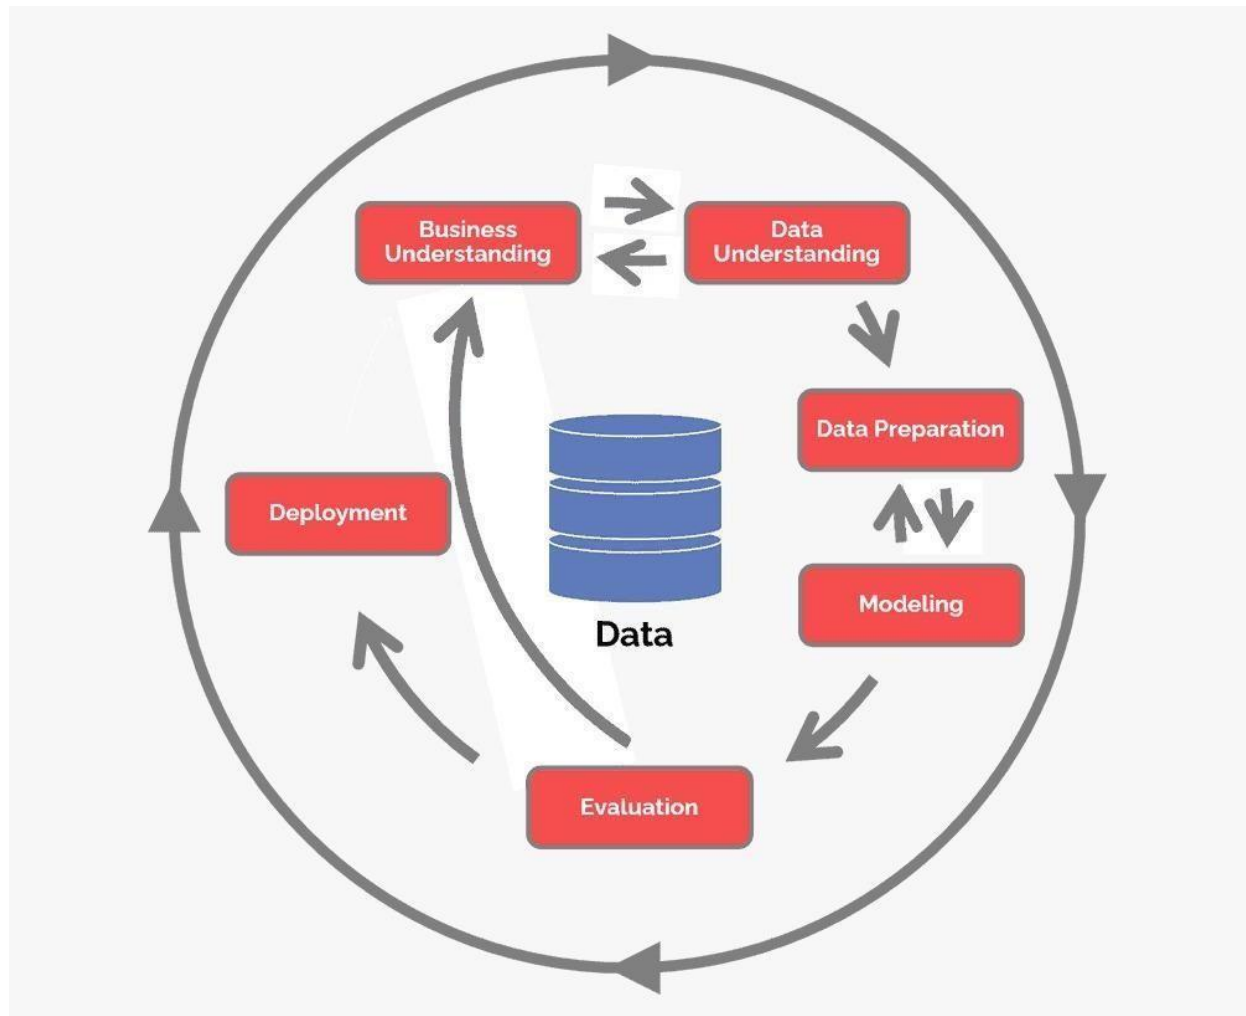 Business
Understanding
Data
Understanding
Data Preparation
Deployment
Modeling
Data
Evaluation